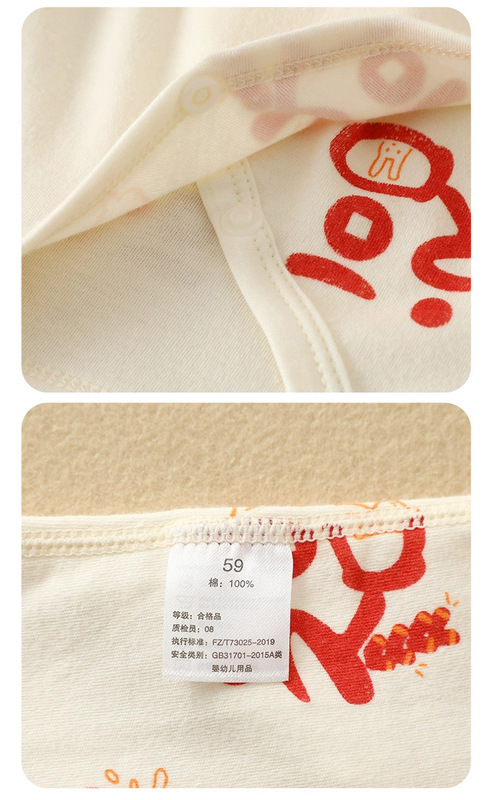 59
棉：100%
等级：合格品
质检员：08
执行标准：FZ/T73025-2019
安全类别：GB31701-2015A类
婴幼儿用品